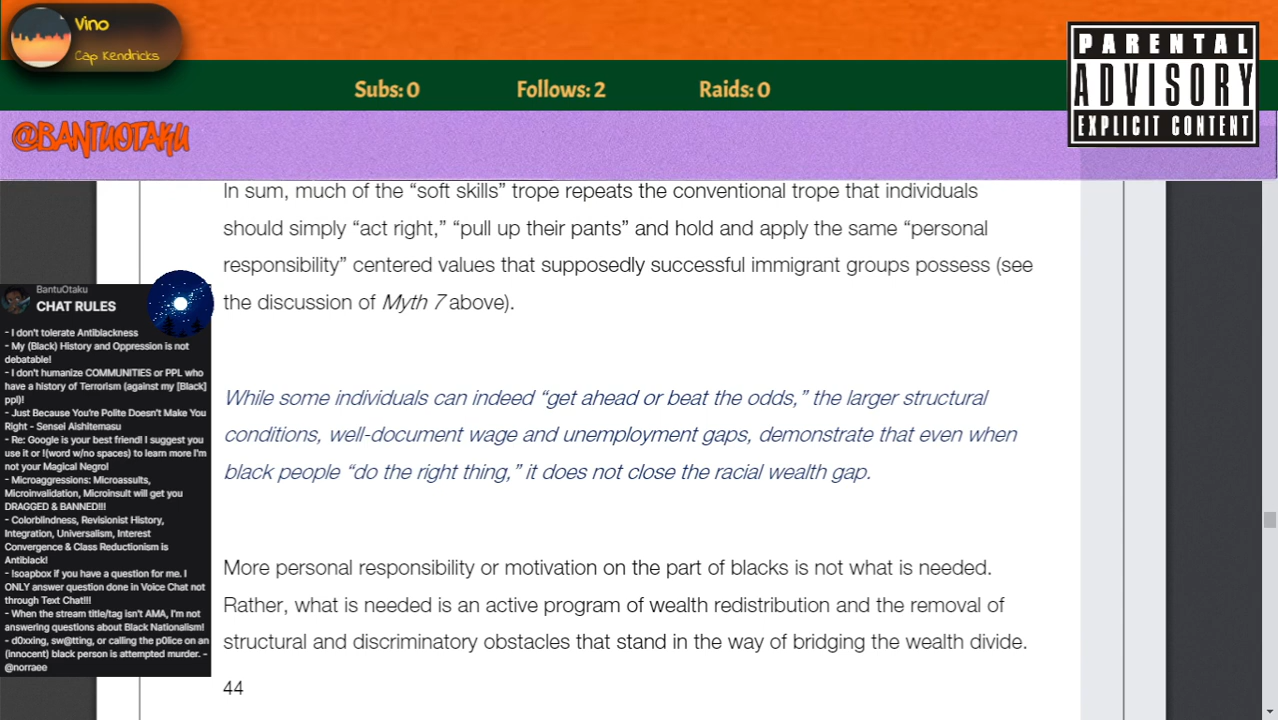 Vino
Cap Kendricks
PARENTAL
ADVISORY
EXPLICIT CONTENT
Subs: 0
Follows: 2
Raids: 0
@BANTUOTAKU
In sum, much of the “soft skills” trope repeats the conventional trope that individuals
should simply “act right,” “pull up their pants” and hold and apply the same “personal
responsibility” centered values that supposedly successful immigrant groups possess (see
the discussion of Myth 7 above).
While some individuals can indeed “get ahead or beat the odds,” the larger structural
conditions, well-document wage and unemployment gaps, demonstrate that even when
black people “do the right thing,” it does not close the racial wealth gap.
More personal responsibility or motivation on the part of blacks is not what is needed.
Rather, what is needed is an active program of wealth redistribution and the removal of
structural and discriminatory obstacles that stand in the way of bridging the wealth divide.
44
BantuOtaku
CHAT RULES
- I don't tolerate Antiblackness
- My (Black) History and Oppression is not
debatable!
- I don't humanize COMMUNITIES or PPL who
have a history of Terrorism (against my [Black]
ppl)!
- Just Because You're Polite Doesn't Make You
Right - Sensei Aishitemasu
- Re: Google is your best friend! I suggest you
use it or !(word w/no spaces) to learn more I'm
not your Magical Negro!
- Microaggressions: Microassults,
Microinvalidation, Microinsult will get you
DRAGGED & BANNED!!!
- Colorblindness, Revisionist History,
Integration, Universalism, Interest
Convergence & Class Reductionism is
Antiblack!
- !soapbox if you have a question for me. I
ONLY answer question done in Voice Chat not
through Text Chat!!!
- When the stream title/tag isn't AMA, I'm not
answering questions about Black Nationalism!
- d0xxring, sw@tting, or calling the p0lice on an
(innocent) black person is attempted murder. -
@norraee